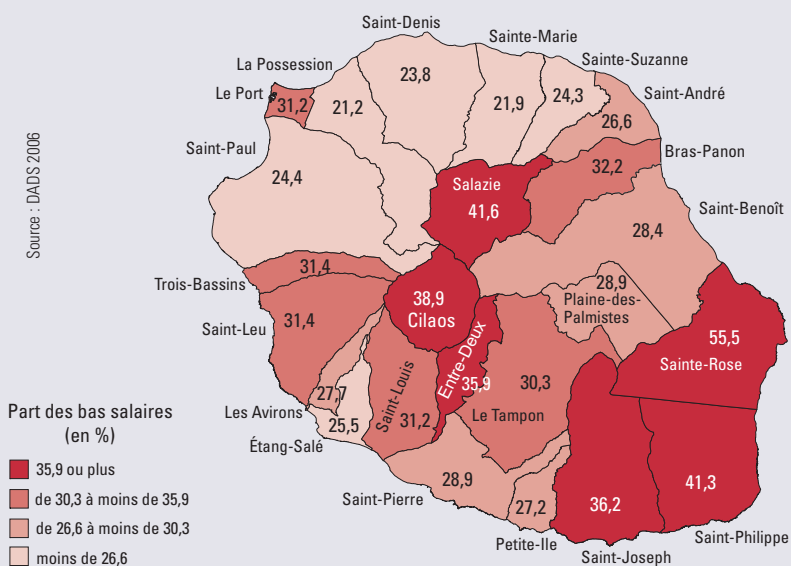 Saint-Denis
Sainte-Marie
La Possession
Sainte-Suzanne
Le Port
Saint-André
31,2
21,2
23,8
21,9
24,3
26,6
Saint-Paul
Bras-Panon
24,4
32,2
Salazie
41,6
Saint-Benoît
28,4
Source : DADS 2006
Trois-Bassins
31,4
28,9
Plaine-des-
Palmistes
38,9
Cilaos
Saint-Leu
31,4
55,5
Sainte-Rose
Entre-Deux
35,9
Saint-Louis
31,2
30,3
Le Tampon
27,7
Les Avirons
25,5
Étang-Salé
28,9
Saint-Pierre
27,2
Petite-Ile
36,2
Saint-Joseph
41,3
Saint-Philippe
Part des bas salaires
(en %)
35,9 ou plus
de 30,3 à moins de 35,9
de 26,6 à moins de 30,3
moins de 26,6